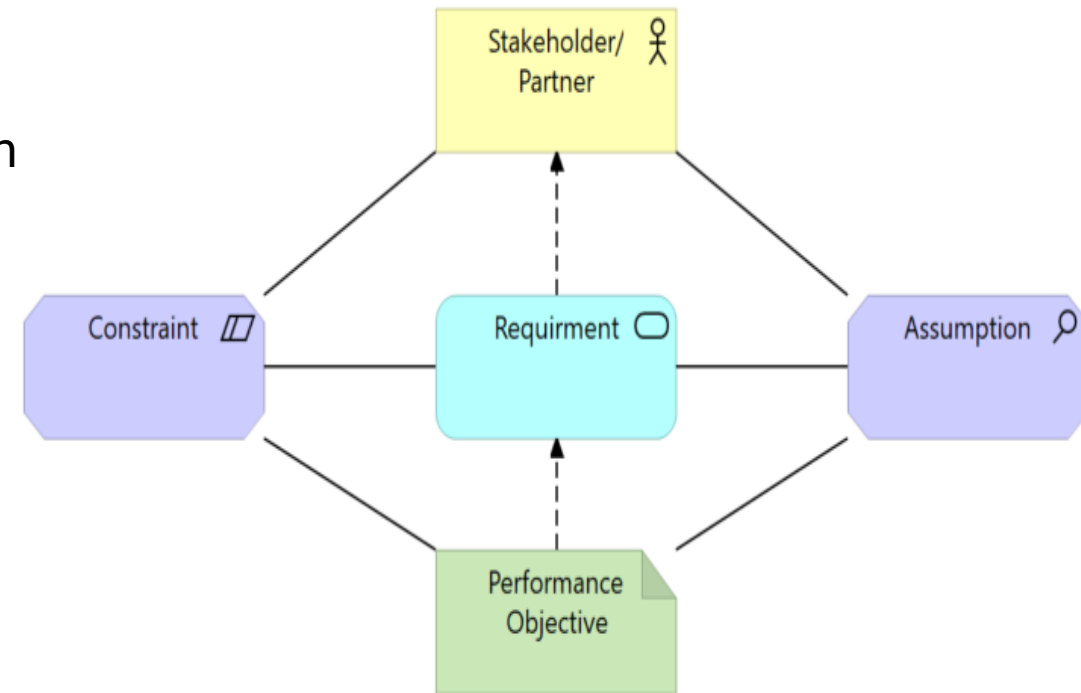 Stakeholder/
Partner
n
Constraint
Requirment
Assumption
Performance
Objective